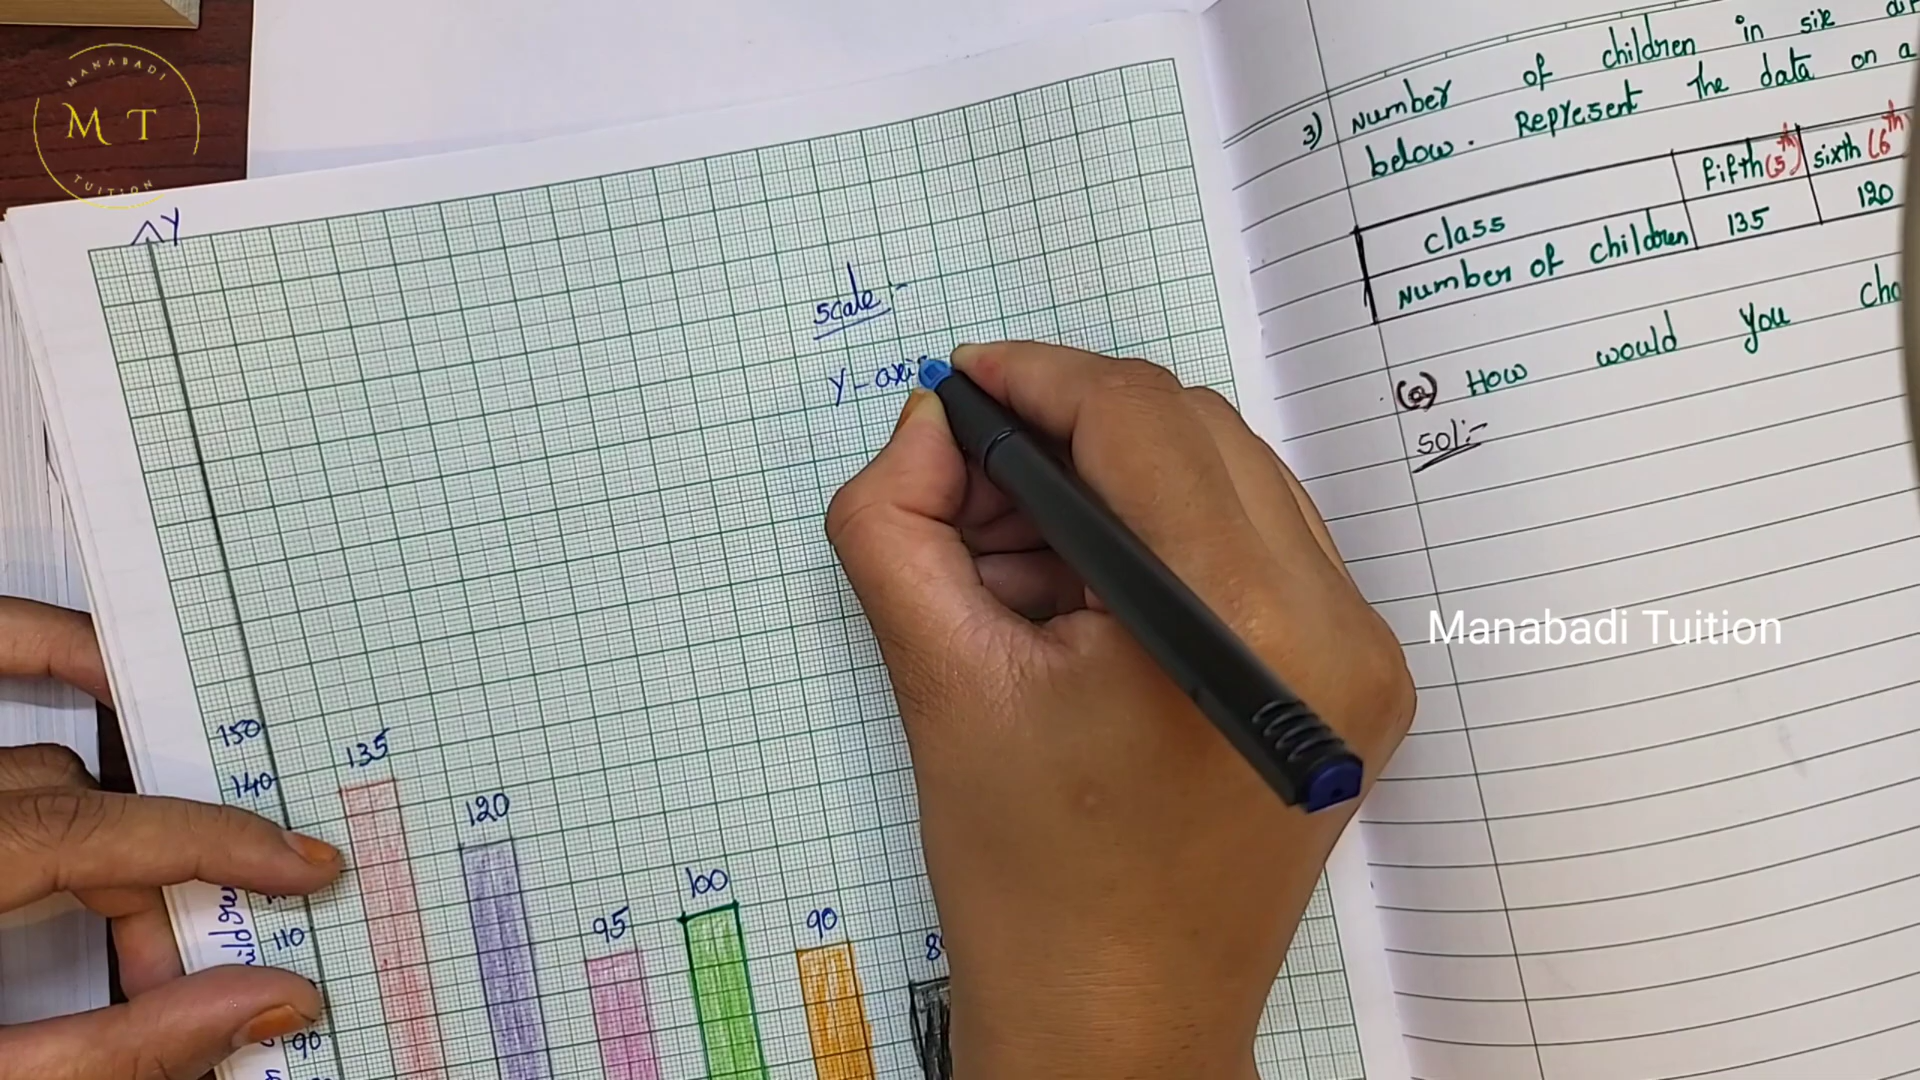 MANABADI
MT
TUITION
Y
Scale :-
Y-axis
150
140
110
90
135
120
95
100
90
3) Number of children in six
below. Represent the data on a
class
fifth (5th)
sixth (6th)
Number of children
135
120
(a) How would you
sol:-
Manabadi Tuition